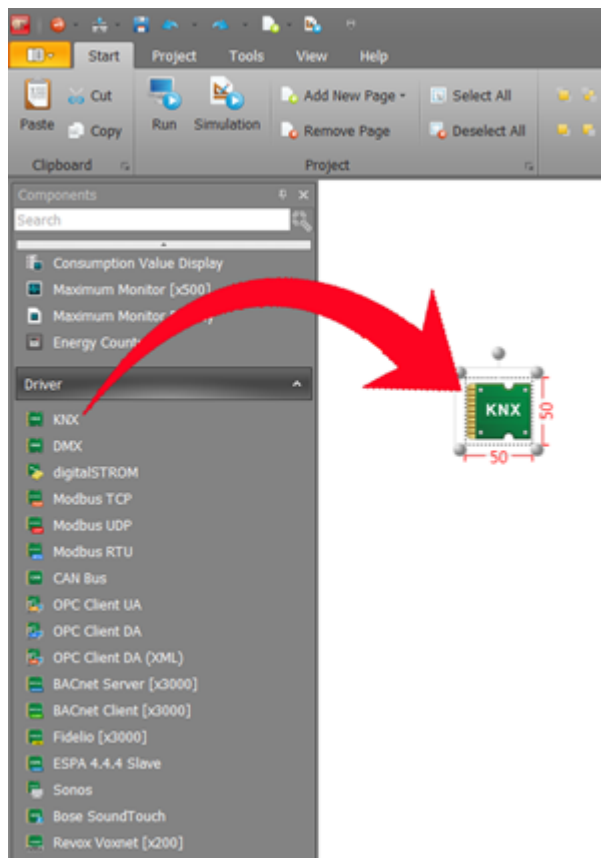 Start Project Tools View Help
Paste
Cut
Copy
Run
Simulation
Add New Page
Remove Page
Select All
Deselect All
Clipboard
Project
Components
Search
Consumption Value Display
Maximum Monitor [x500]
Maximum Monitor
Energy
Driver
KNX
DMX
digitalSTROM
Modbus TCP
Modbus UDP
Modbus RTU
CAN Bus
OPC Client UA
OPC Client DA
OPC Client DA (XML)
BACnet Server [x3000]
BACnet Client [x3000]
Fidelio [x3000]
ESPA 4.4.4 Slave
Sonos
Bose SoundTouch
Revox Voxnet [x200]
KNX
50
50